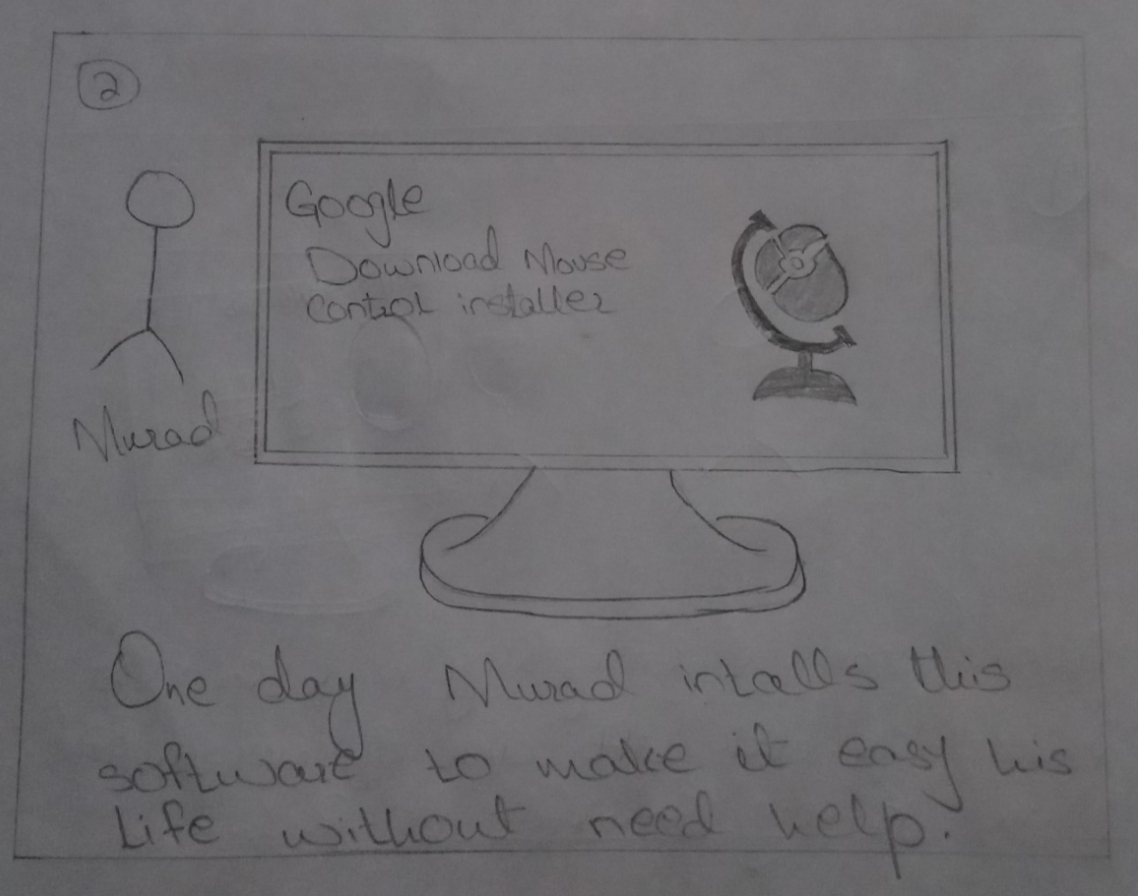 2
Google
Download Mouse
Control installer
Murad
One day Murad intalls this
software to make it easy his
Life without need help.